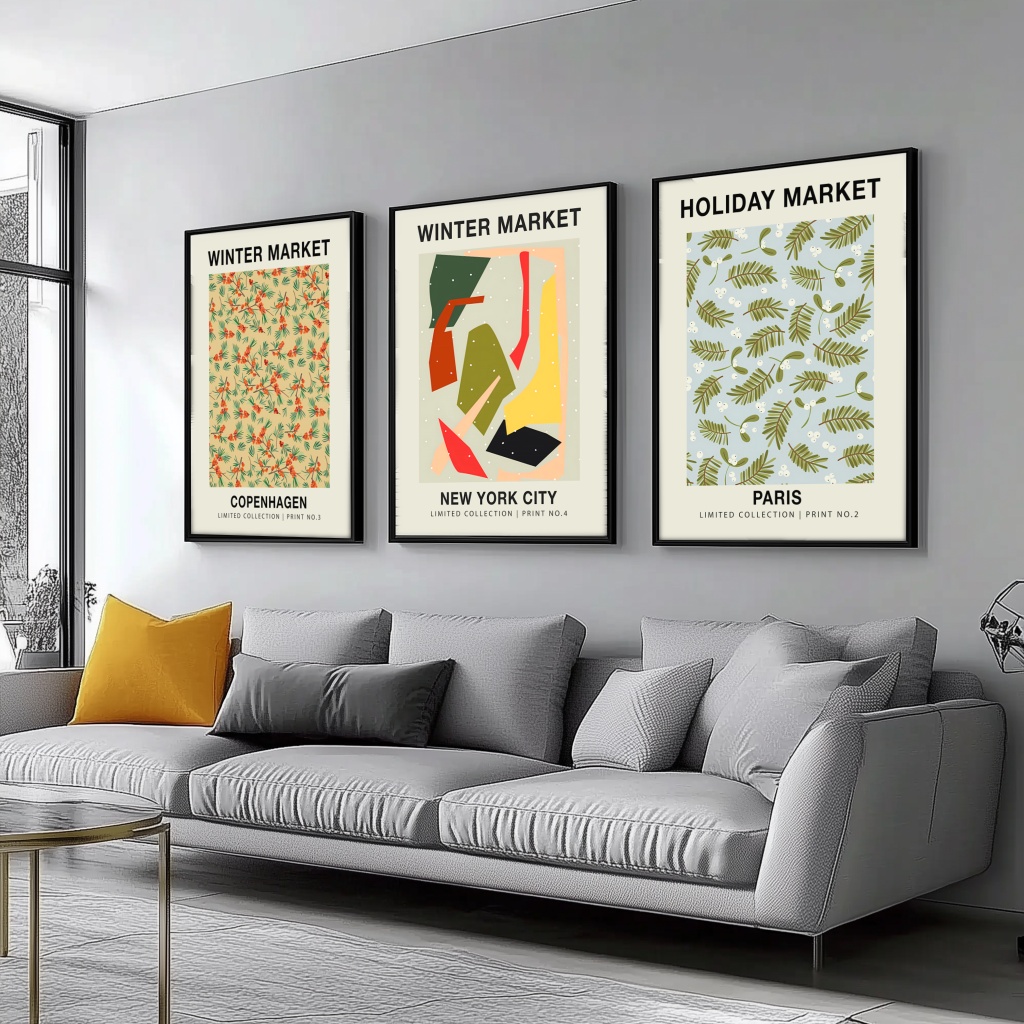 WINTER MARKET
COPENHAGEN
LIMITED COLLECTION | PRINT NO.3
WINTER MARKET
NEW YORK CITY
LIMITED COLLECTION | PRINT NO.4
HOLIDAY MARKET
PARIS
LIMITED COLLECTION | PRINT NO.2